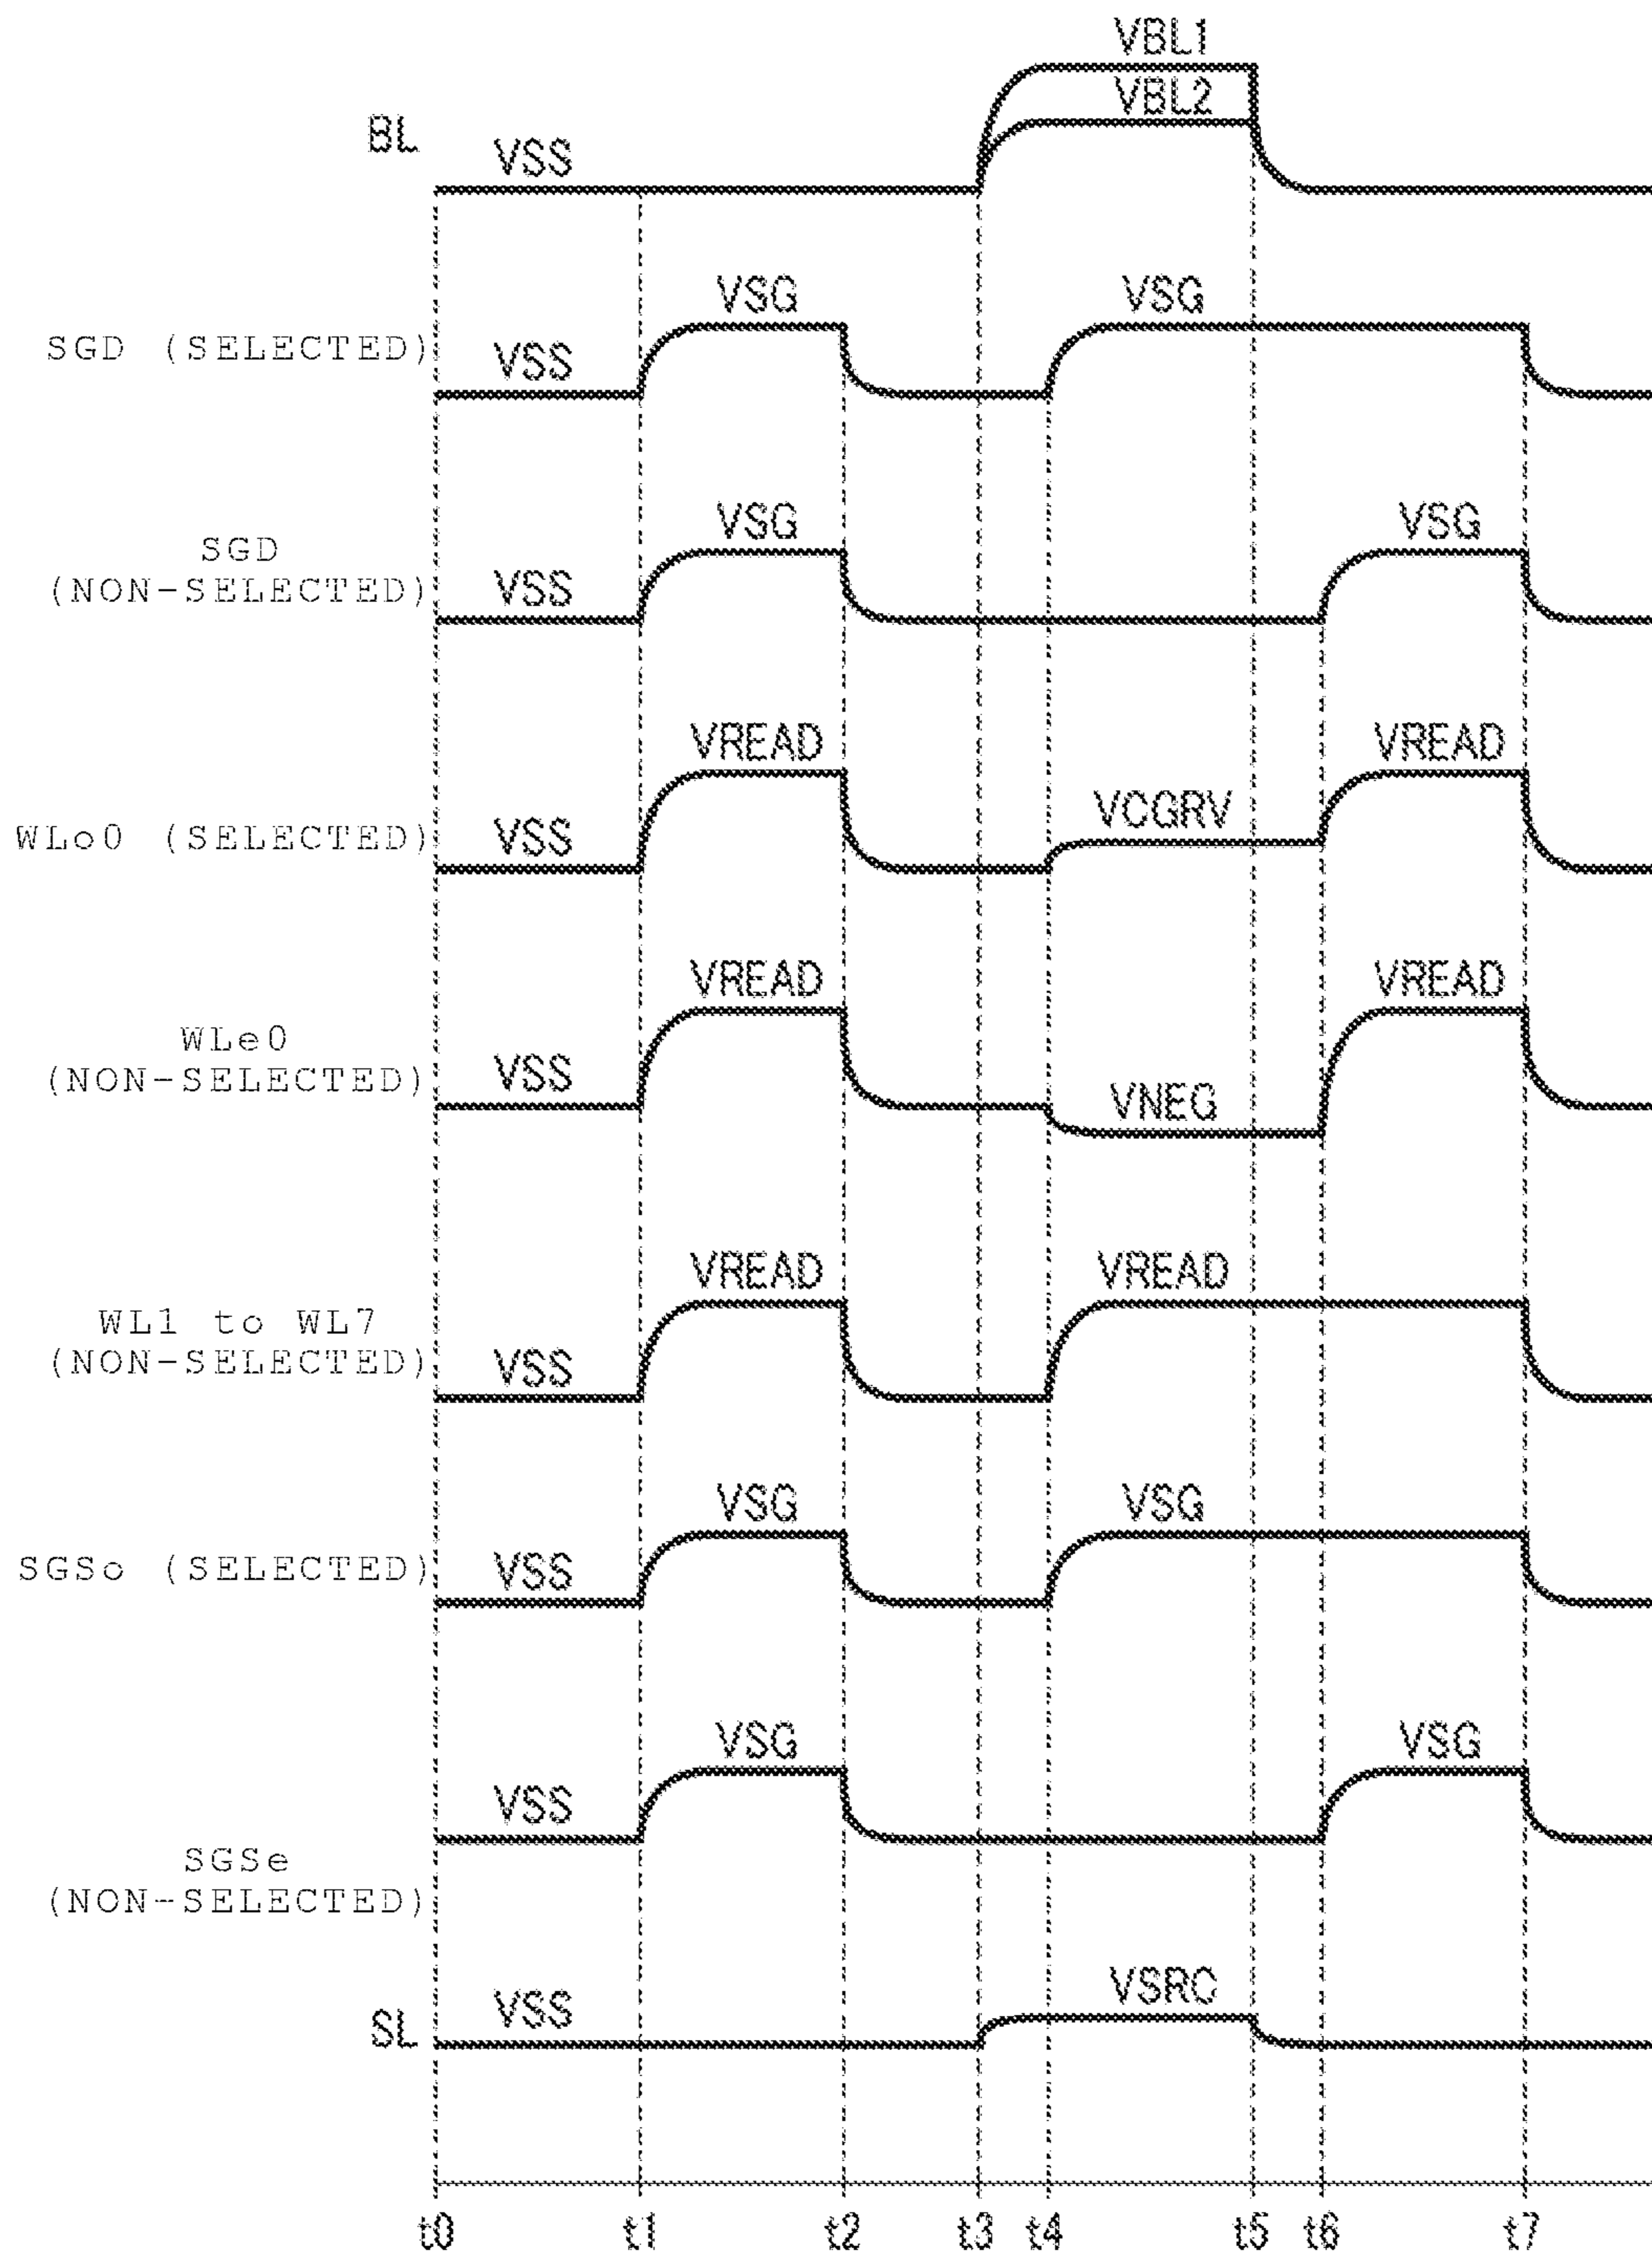 VBL1
VBL2
BL
VSS
VSG VSG
SGD (SELECTED)
VSS
VSG VSG
SGD
(NON-SELECTED)
VSS
VREAD VREAD
VCGRV
WLo0 (SELECTED)
VSS
VREAD VREAD
WLe0
(NON-SELECTED)
VSS
VNEG
VREAD VREAD
WL1 to WL7
(NON-SELECTED)
VSS
VSG VSG
SGSo (SELECTED)
VSS
VSG VSG
VSS
SGSe
(NON-SELECTED)
VSRC
VSS
SL
t0 t1 t2 t3 t4 t5 t6 t7